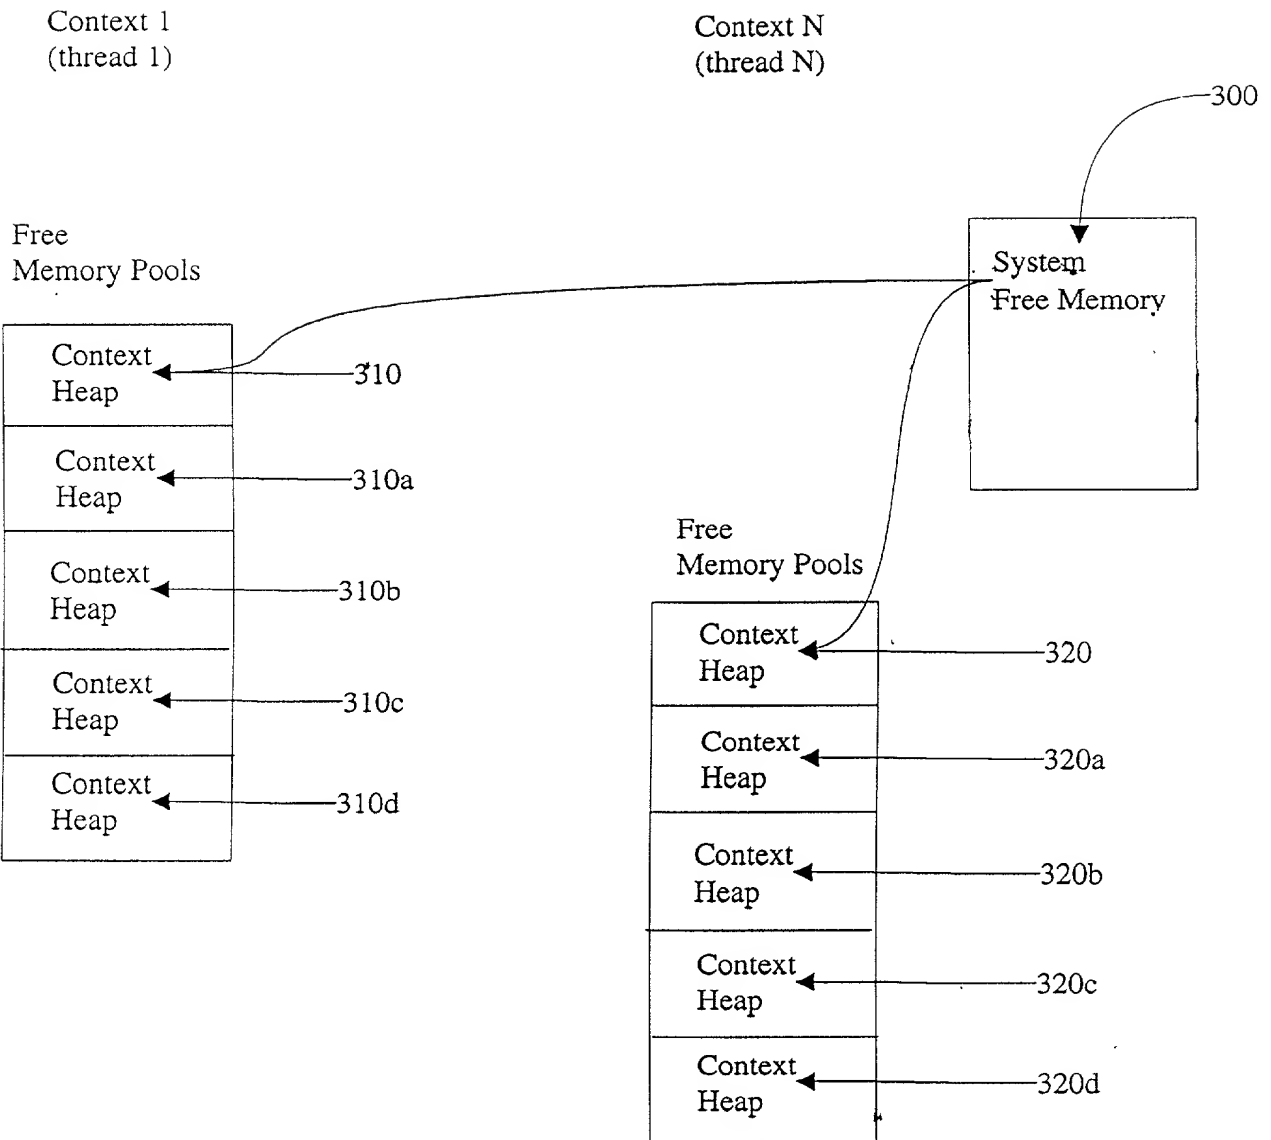 Context 1
(thread 1)
Context N
(thread N)
300
System
Free Memory
Free
Memory Pools
Context
Heap
310
Context
Heap
310a
Context
Heap
310b
Context
Heap
310c
Context
Heap
310d
Free
Memory Pools
Context
Heap
320
Context
Heap
320a
Context
Heap
320b
Context
Heap
320c
Context
Heap
320d